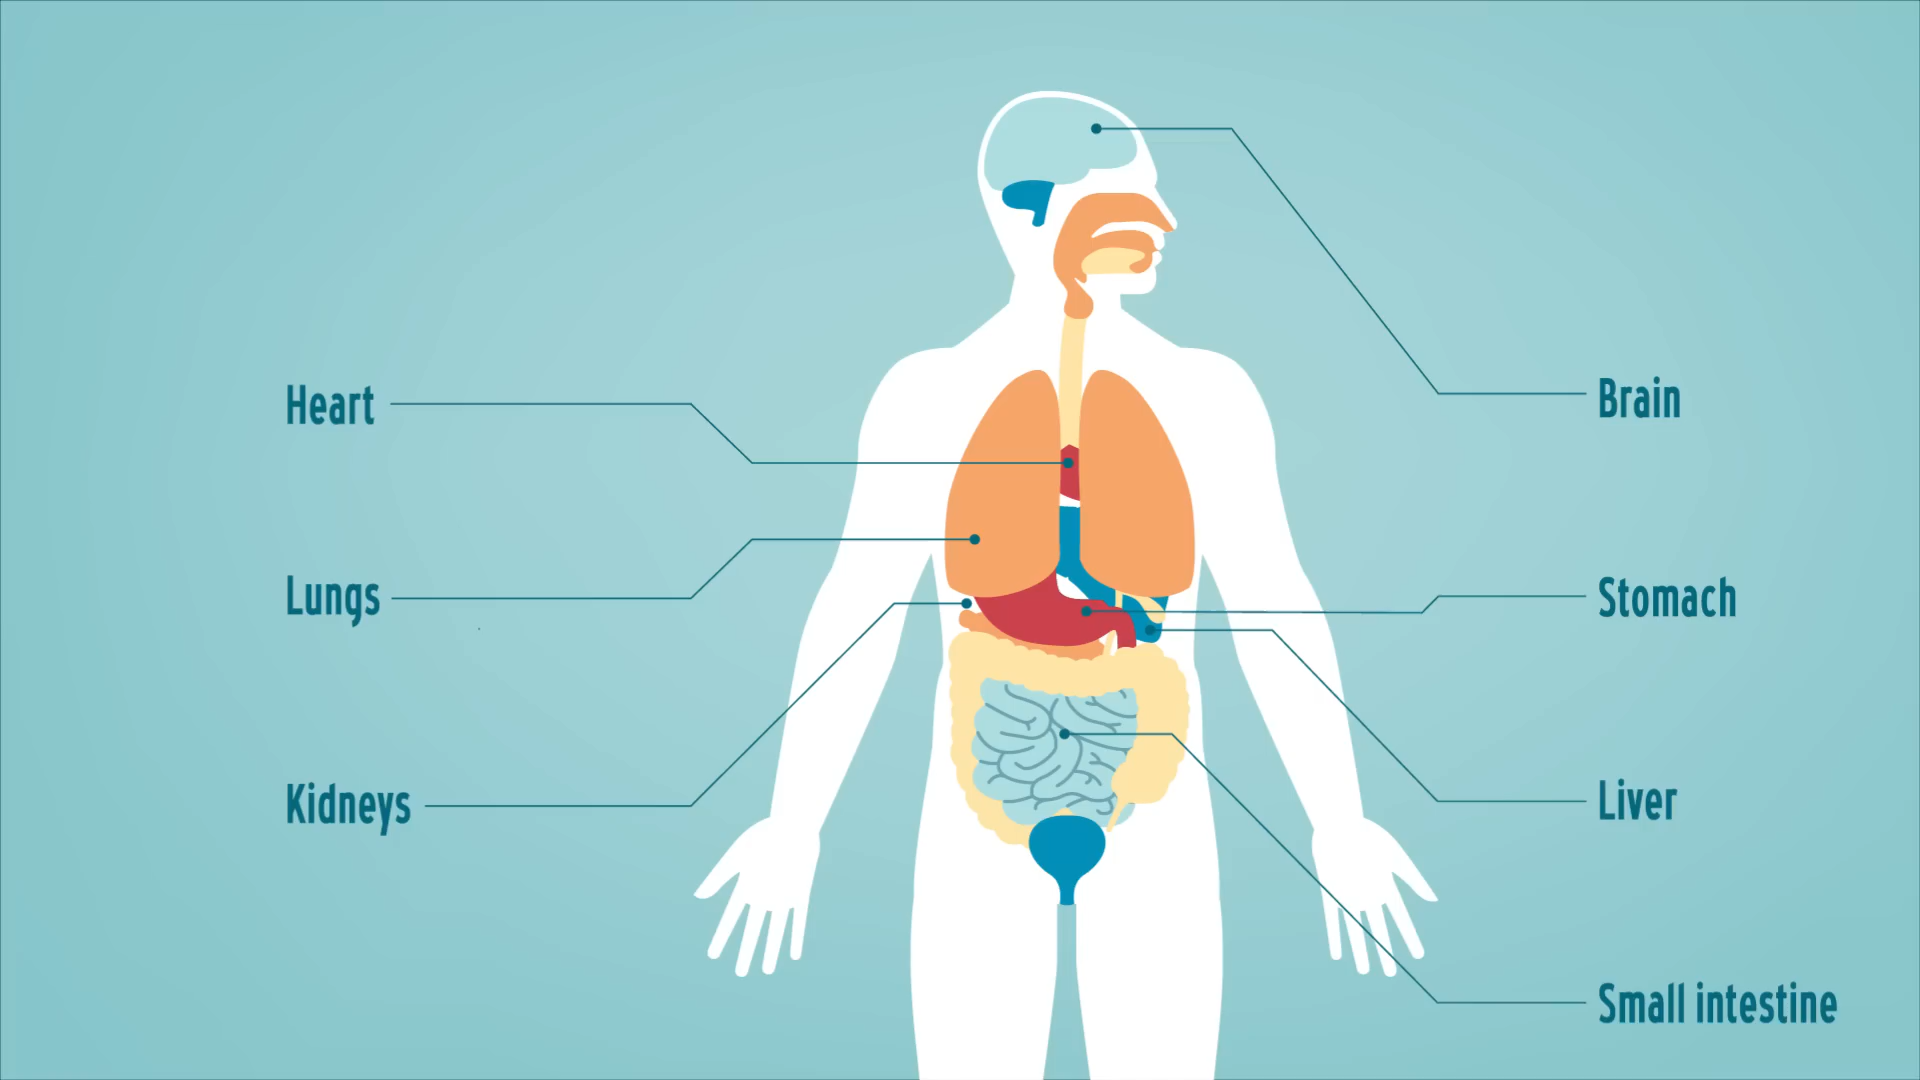 Heart
Lungs
Kidneys
Brain
Stomach
Liver
Small intestine